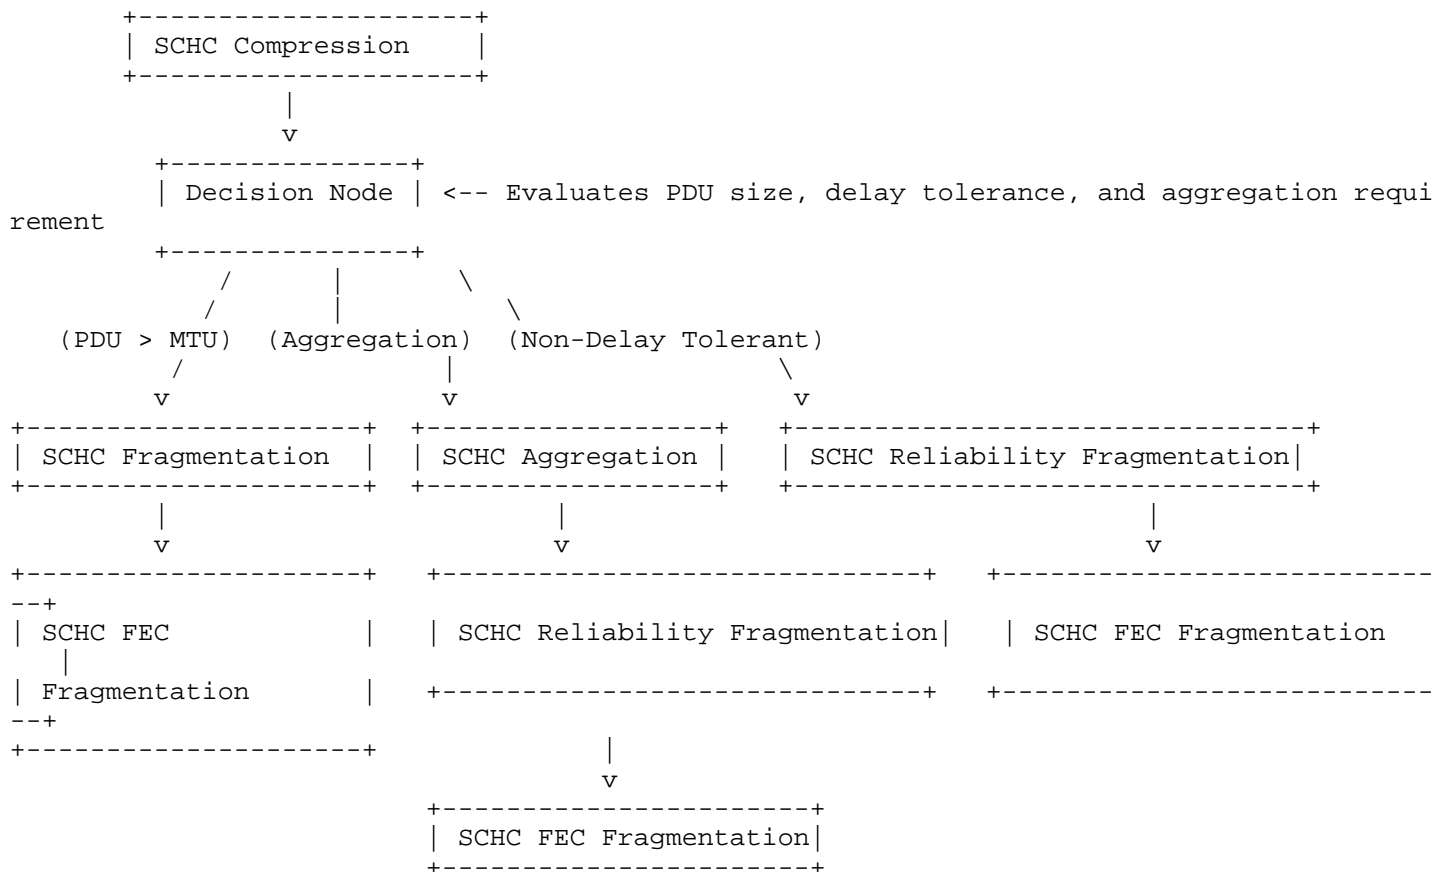 SCHC Compression
Decision Node <-- Evaluates PDU size, delay tolerance, and aggregation requi
rement
(PDU > MTU) (Aggregation) (Non-Delay Tolerant)
SCHC Fragmentation SCHC Aggregation SCHC Reliability Fragmentation
SCHC FEC SCHC Reliability Fragmentation SCHC FEC Fragmentation
Fragmentation
SCHC FEC Fragmentation